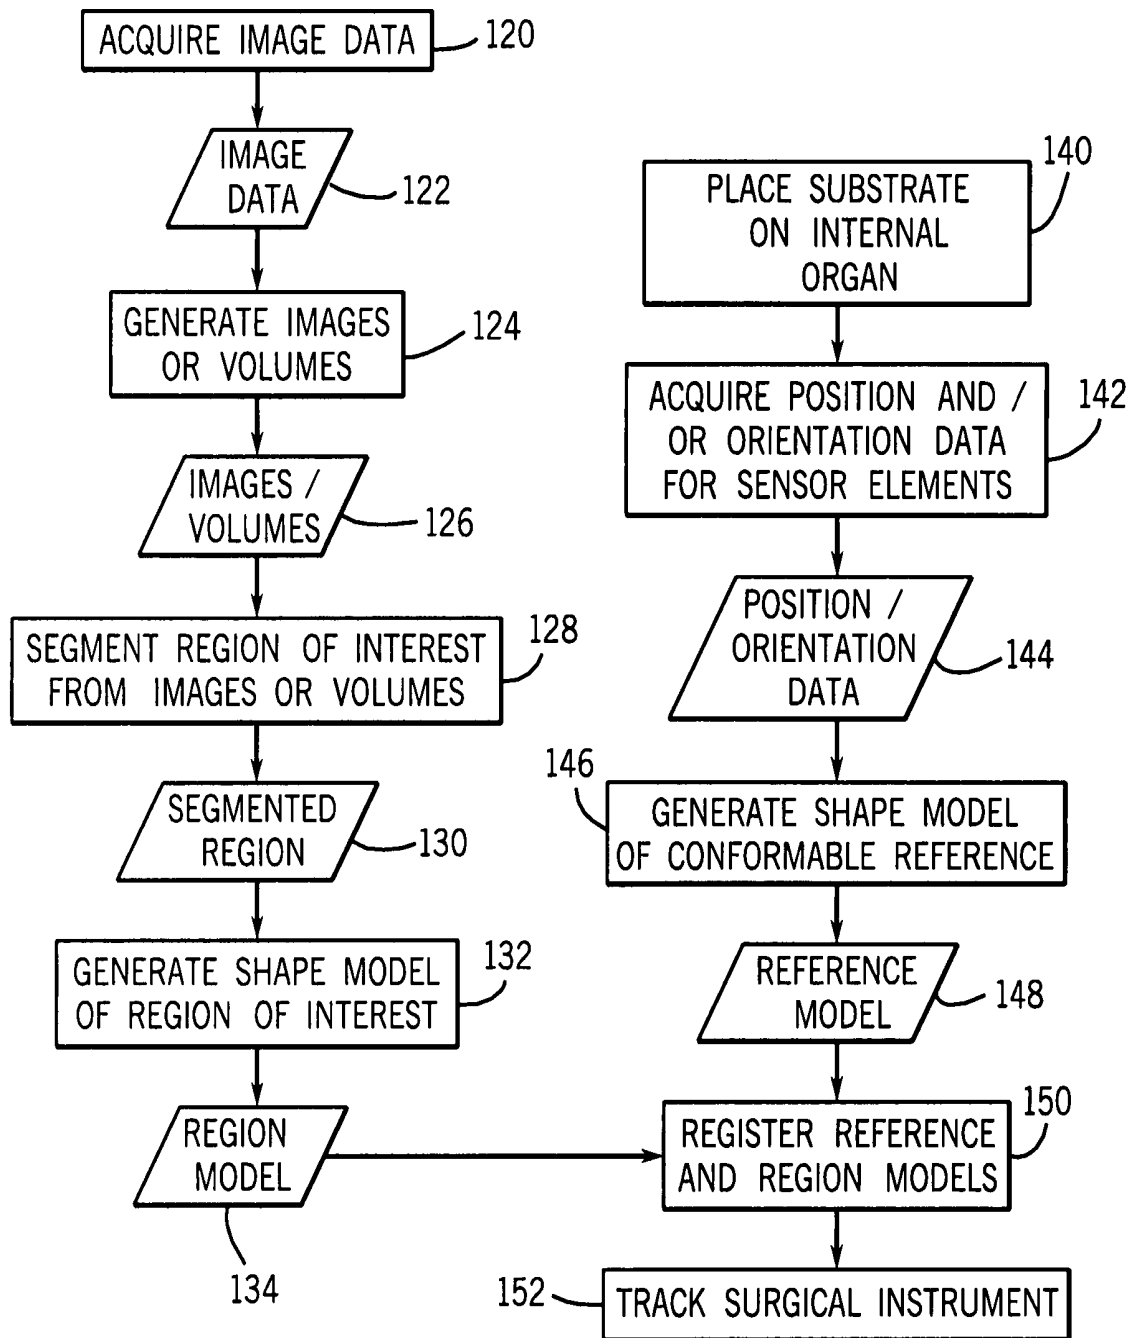 ACQUIRE IMAGE DATA
120
IMAGE
DATA
122
GENERATE IMAGES
OR VOLUMES
124
IMAGES /
VOLUMES
126
SEGMENT REGION OF INTEREST
FROM IMAGES OR VOLUMES
128
SEGMENTED
REGION
130
GENERATE SHAPE MODEL
OF REGION OF INTEREST
132
REGION
MODEL
134
PLACE SUBSTRATE
ON INTERNAL
ORGAN
140
ACQUIRE POSITION AND /
OR ORIENTATION DATA
FOR SENSOR ELEMENTS
142
POSITION /
ORIENTATION
DATA
144
146
GENERATE SHAPE MODEL
OF CONFORMABLE REFERENCE
REFERENCE
MODEL
148
REGISTER REFERENCE
AND REGION MODELS
150
152
TRACK SURGICAL INSTRUMENT